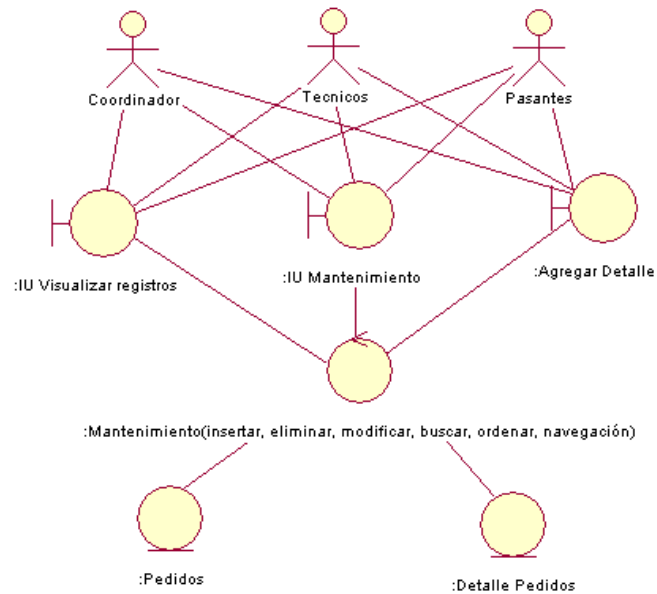 Coordinador
Tecnicos
Pasantes
:IU Visualizar registros
:IU Mantenimiento
:Agregar Detalle
:Mantenimiento(insertar, eliminar, modificar, buscar, ordenar, navegación)
:Pedidos
:Detalle Pedidos